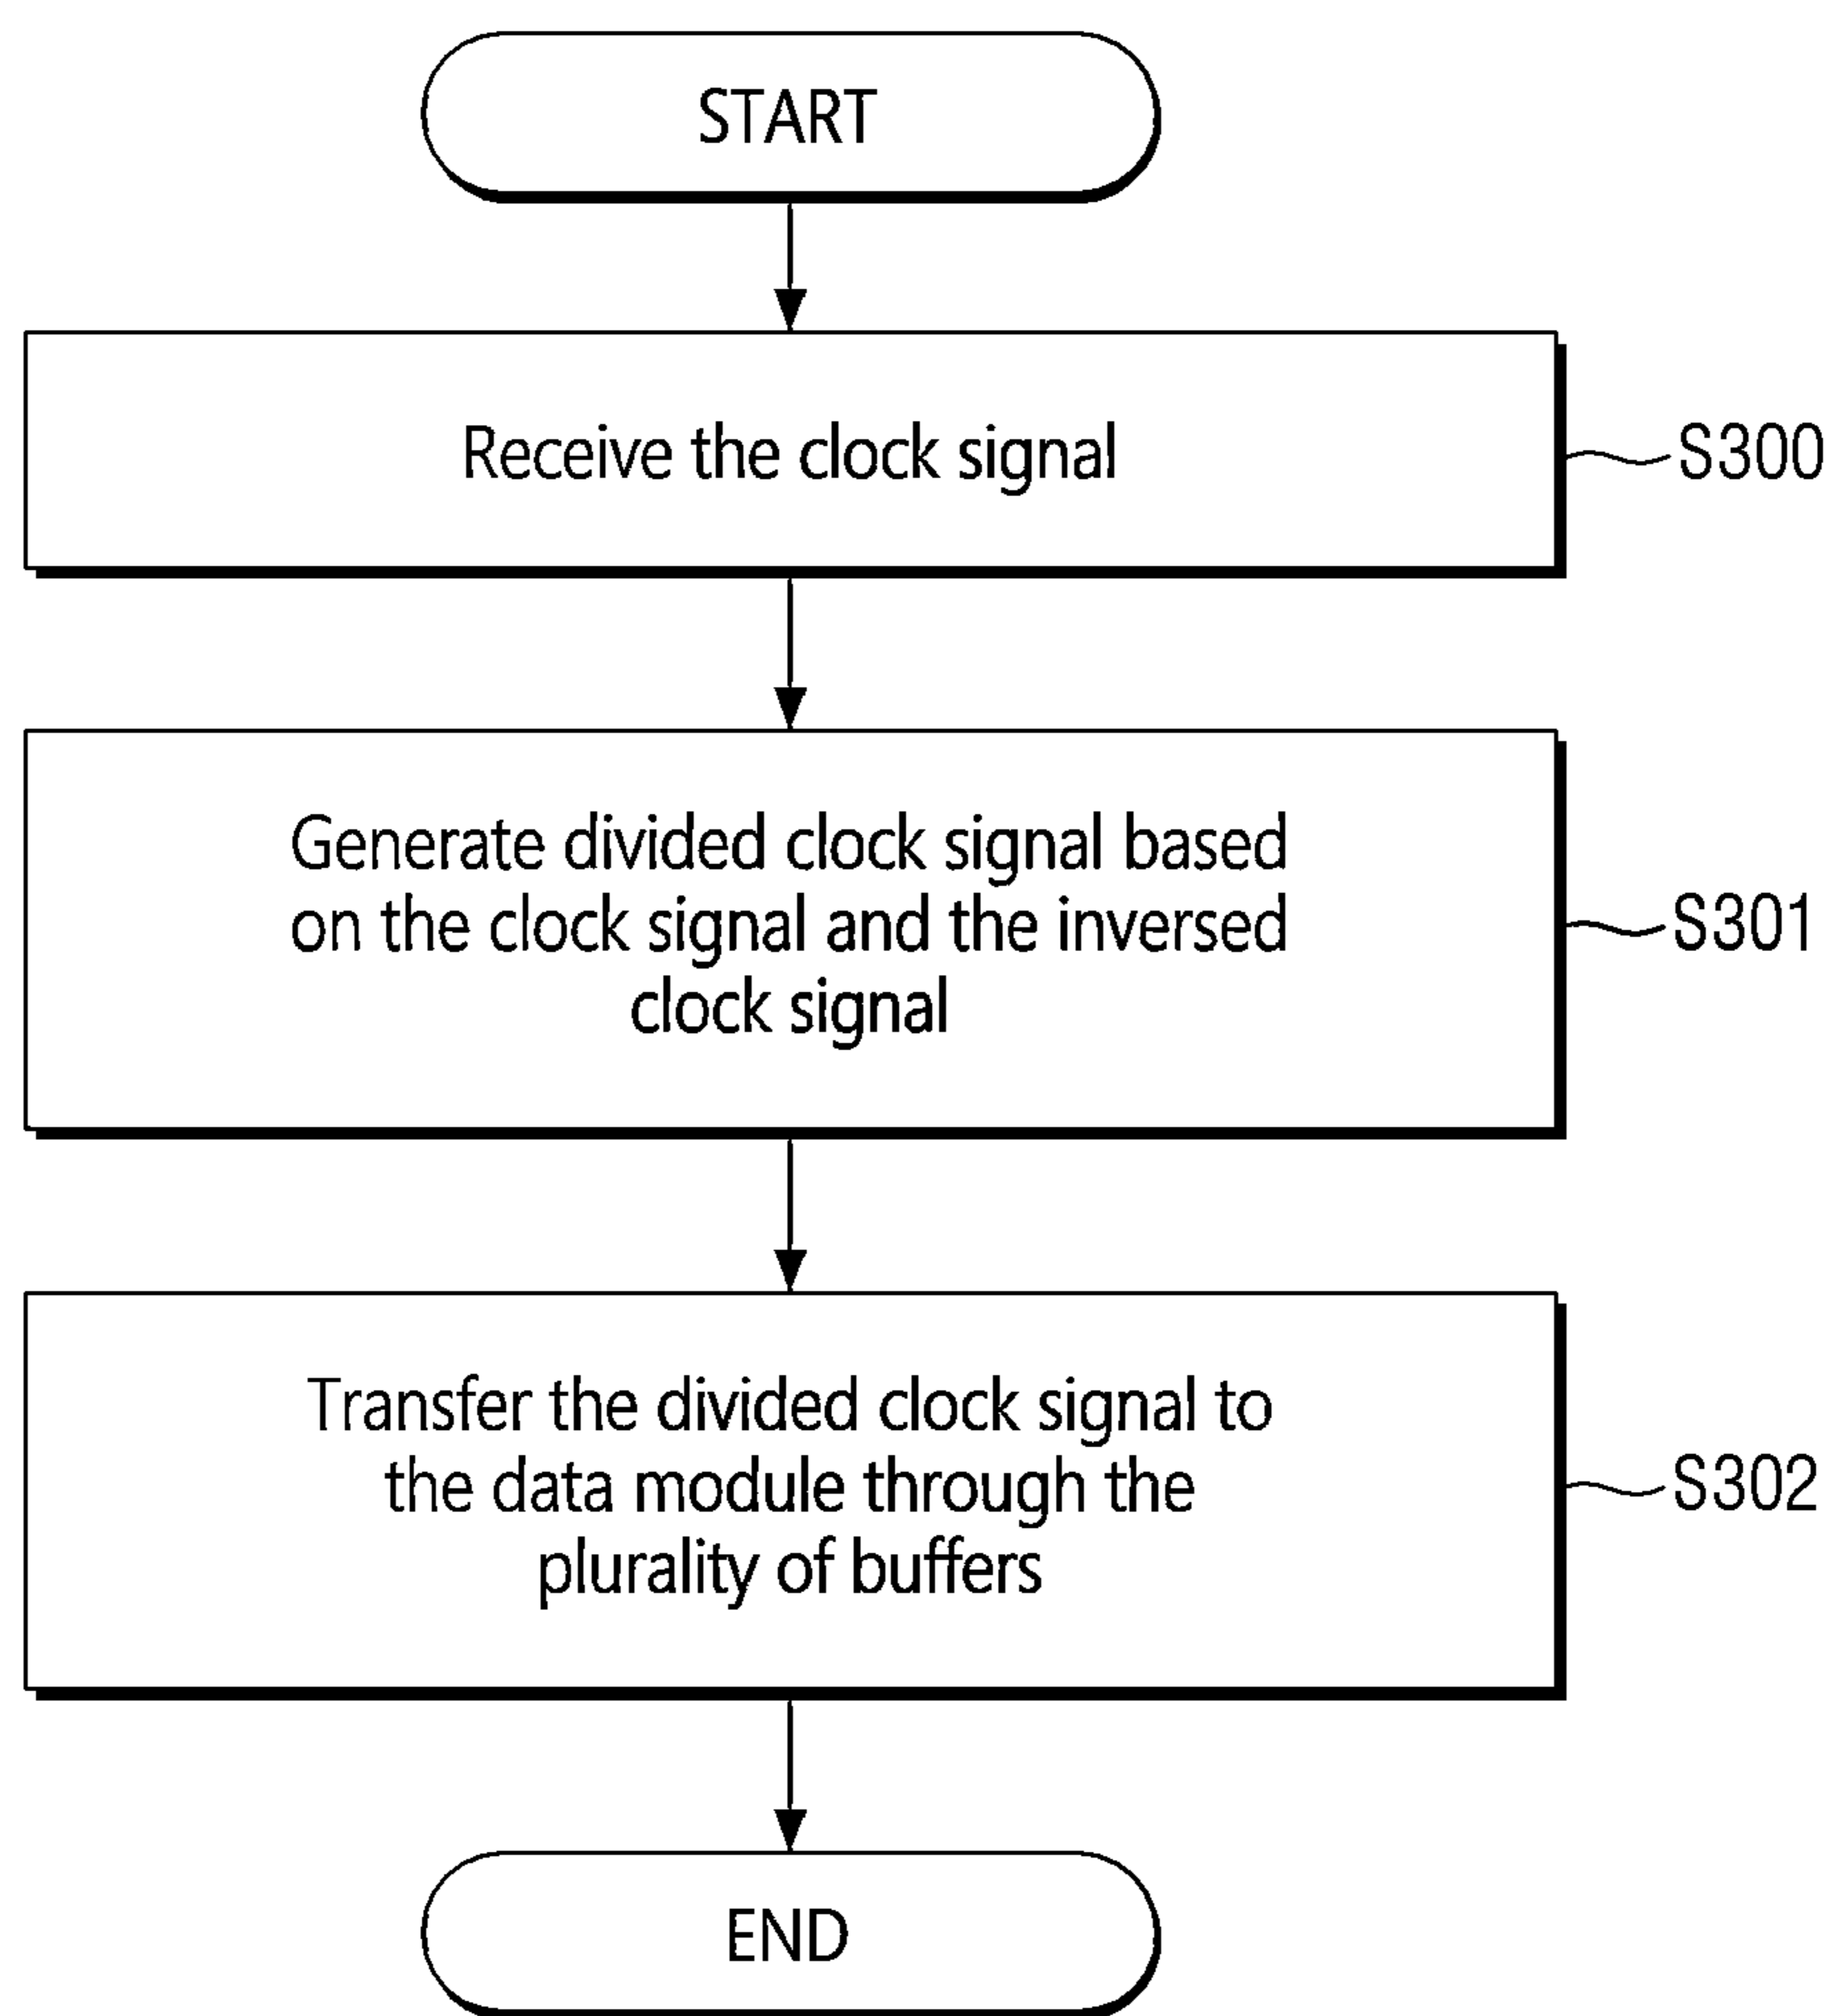 START
Receive the clock signal
S300
Generate divided clock signal based
on the clock signal and the inversed
clock signal
S301
Transfer the divided clock signal to
the data module through the
plurality of buffers
S302
END